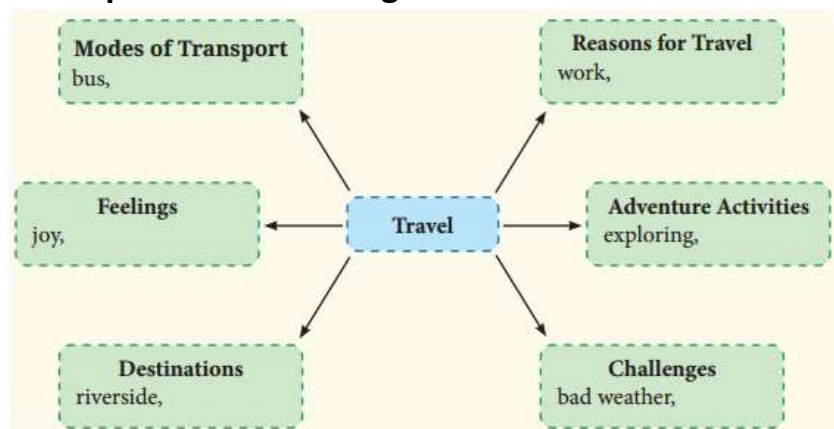 Modes of Transport
bus,
Reasons for Travel
work,
Feelings
joy,
Travel
Adventure Activities
exploring,
Destinations
riverside,
Challenges
bad weather,